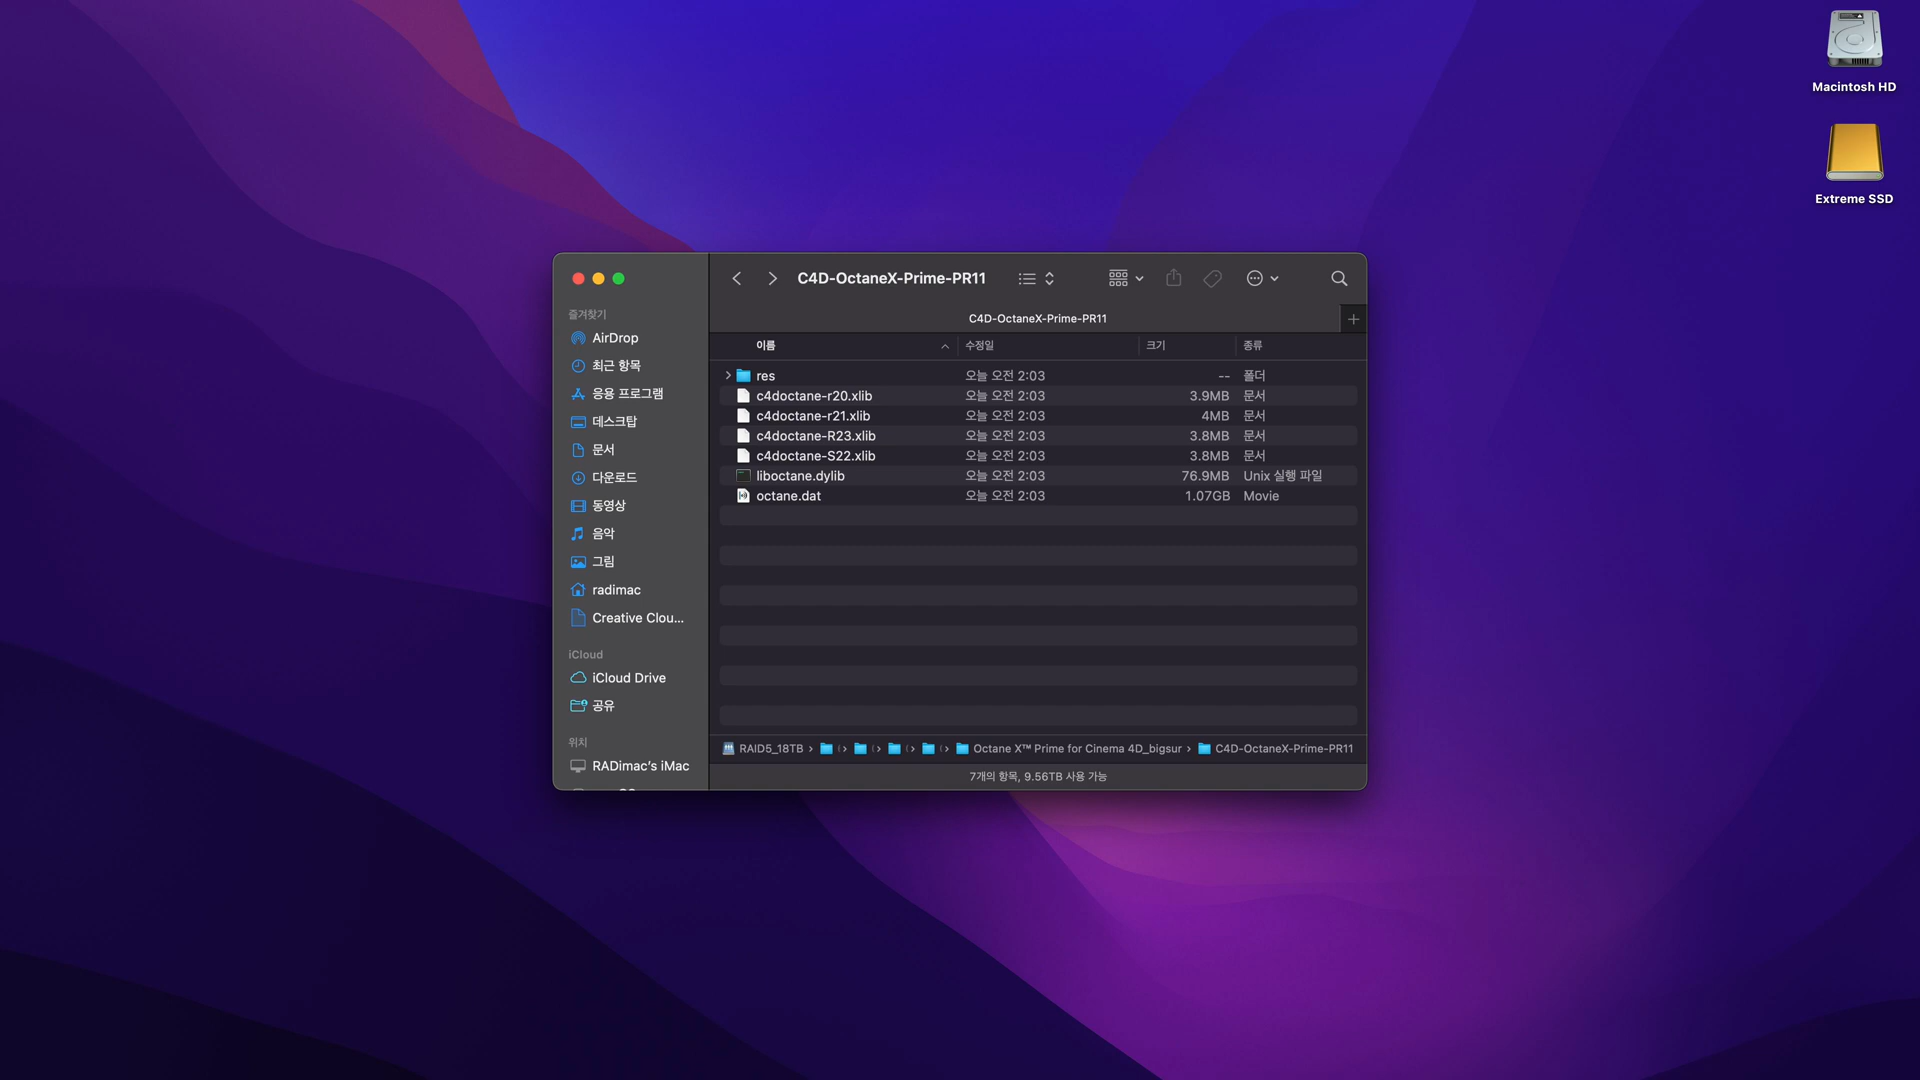 Macintosh HD
Extreme SSD
C4D-OctaneX-Prime-PR11
C4D-OctaneX-Prime-PR11
즐겨찾기
AirDrop
최근 항목
응용 프로그램
데스크탑
문서
다운로드
동영상
음악
그림
radimac
Creative Clou...
iCloud
iCloud Drive
공유
위치
RADimac’s iMac
이름 수정일 크기 종류
res 오늘 오전 2:03 -- 폴더
c4doctane-r20.xlib 오늘 오전 2:03 3.9MB 문서
c4doctane-r21.xlib 오늘 오전 2:03 4MB 문서
c4doctane-R23.xlib 오늘 오전 2:03 3.8MB 문서
c4doctane-S22.xlib 오늘 오전 2:03 3.8MB 문서
liboctane.dylib 오늘 오전 2:03 76.9MB Unix 실행 파일
octane.dat 오늘 오전 2:03 1.07GB Movie
RAID5_18TB › › › › › Octane X™ Prime for Cinema 4D_bigsur › C4D-OctaneX-Prime-PR11
7개의 항목, 9.56TB 사용 가능